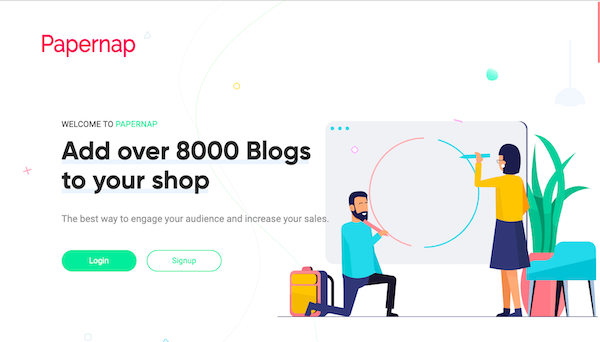 Papernap
WELCOME TO PAPERNAP
Add over 8000 Blogs
to your shop
The best way to engage your audience and increase your sales.
Login
Signup